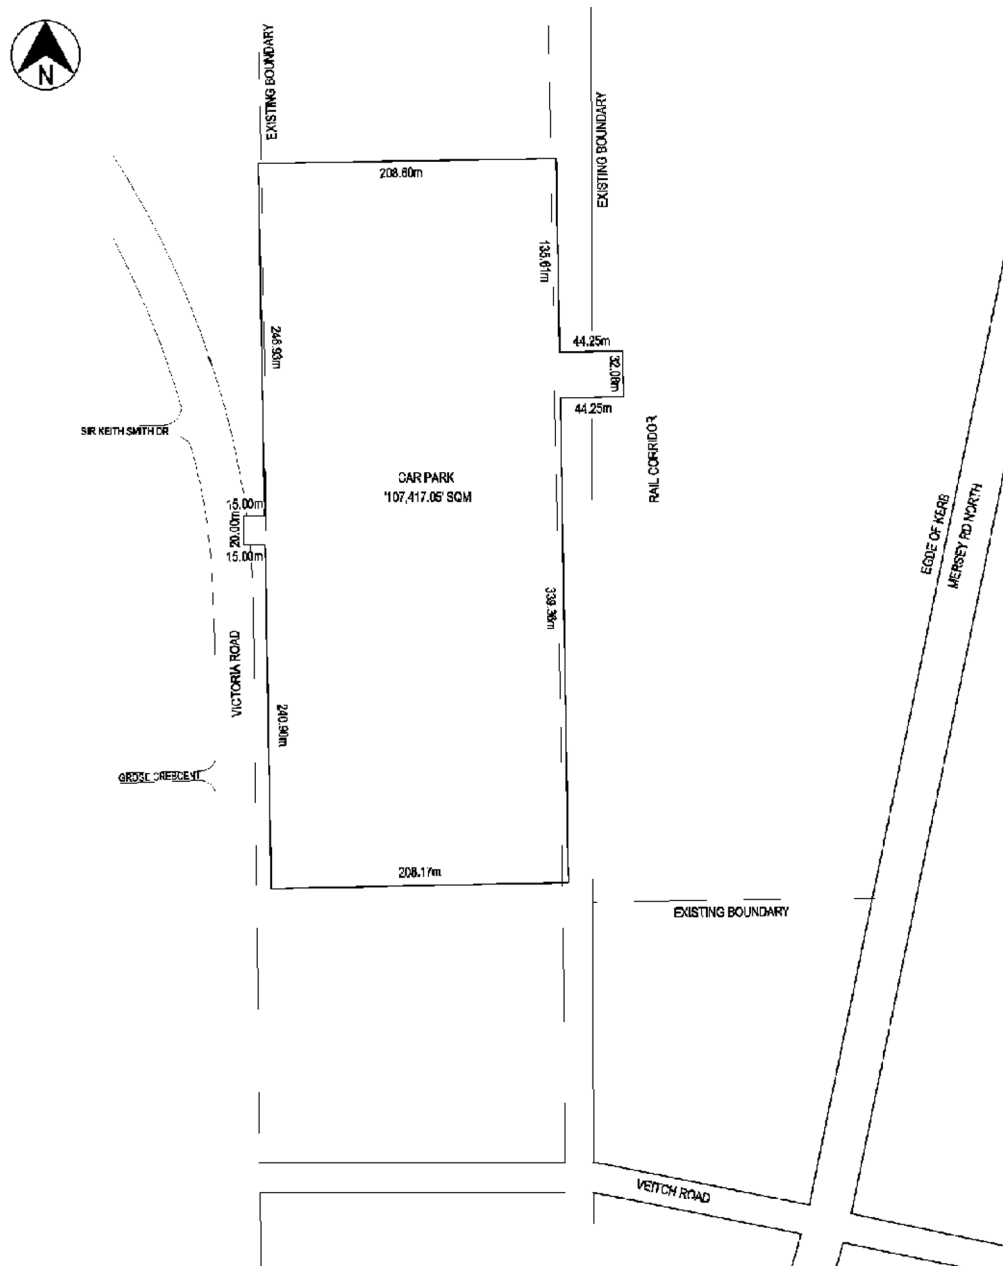 N
EXISTING BOUNDARY
EXISTING BOUNDARY
208.60m
135.61m
246.93m
44.25m
32.08m
44.25m
SIR KEITH SMITH DR
RAIL CORRIDOR
CAR PARK
'107,417.05' SQM
15.00m
20.00m
15.00m
EGDE OF KERB
MERSEY RD NORTH
339.36m
VICTORIA ROAD
240.90m
GROSE CRESCENT
208.17m
EXISTING BOUNDARY
VEITCH ROAD